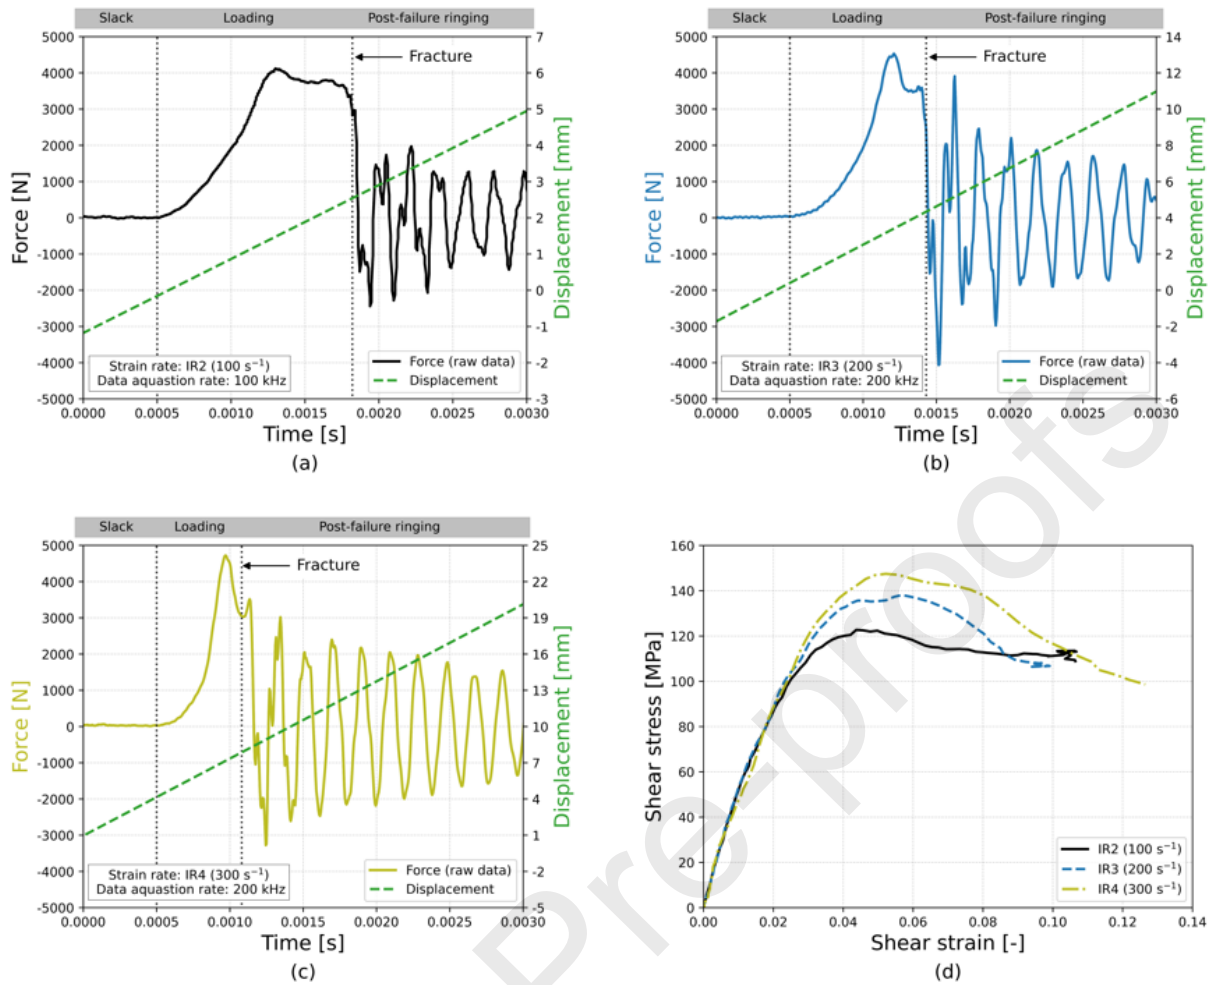 Slack Loading Post-failure ringing
5000 4000 3000 2000 1000 0 -1000 -2000 -3000 -4000 -5000
Force [N]
Fracture
7 6 5 4 3 2 1 0 -1 -2 -3
Displacement [mm]
Strain rate: IR2 (100 s⁻¹)
Data aquastion rate: 100 kHz
Force (raw data)
Displacement
0.0000 0.0005 0.0010 0.0015 0.0020 0.0025 0.0030
Time [s]
(a)
Slack Loading Post-failure ringing
5000 4000 3000 2000 1000 0 -1000 -2000 -3000 -4000 -5000
Force [N]
Fracture
14 12 10 8 6 4 2 0 -2 -4 -6
Displacement [mm]
Strain rate: IR3 (200 s⁻¹)
Data aquastion rate: 200 kHz
Force (raw data)
Displacement
0.0000 0.0005 0.0010 0.0015 0.0020 0.0025 0.0030
Time [s]
(b)
Slack Loading Post-failure ringing
5000 4000 3000 2000 1000 0 -1000 -2000 -3000 -4000 -5000
Force [N]
Fracture
25 22 19 16 13 10 7 4 1 -2 -5
Displacement [mm]
Strain rate: IR4 (300 s⁻¹)
Data aquastion rate: 200 kHz
Force (raw data)
Displacement
0.0000 0.0005 0.0010 0.0015 0.0020 0.0025 0.0030
Time [s]
(c)
160 140 120 100 80 60 40 20 0
Shear stress [MPa]
IR2 (100 s⁻¹)
IR3 (200 s⁻¹)
IR4 (300 s⁻¹)
0.00 0.02 0.04 0.06 0.08 0.10 0.12 0.14
Shear strain [-]
(d)
Pre-proofs